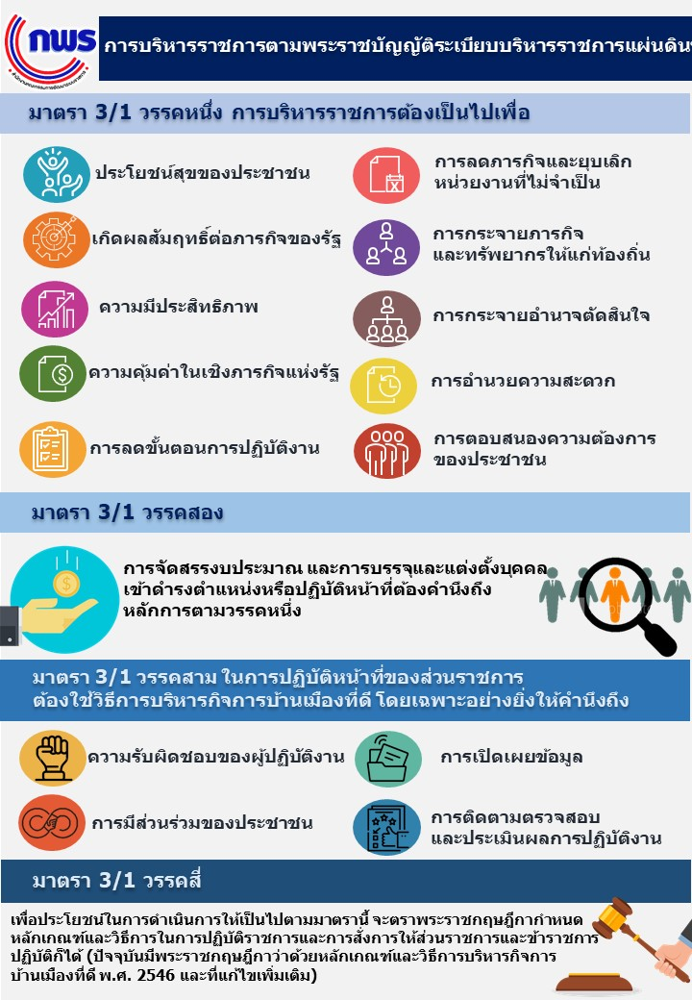 กพร
สำนักงานคณะกรรมการพัฒนาระบบราชการ
การบริหารราชการตามพระราชบัญญัติระเบียบบริหารราชการแผ่นดิน
มาตรา 3/1 วรรคหนึ่ง การบริหารราชการต้องเป็นไปเพื่อ
ประโยชน์สุขของประชาชน
เกิดผลสัมฤทธิ์ต่อภารกิจของรัฐ
ความมีประสิทธิภาพ
ความคุ้มค่าในเชิงภารกิจแห่งรัฐ
การลดขั้นตอนการปฏิบัติงาน
การลดภารกิจและยุบเลิก
หน่วยงานที่ไม่จำเป็น
การกระจายภารกิจ
และทรัพยากรให้แก่ท้องถิ่น
การกระจายอำนาจตัดสินใจ
การอำนวยความสะดวก
การตอบสนองความต้องการ
ของประชาชน
มาตรา 3/1 วรรคสอง
การจัดสรรงบประมาณ และการบรรจุและแต่งตั้งบุคคล
เข้าดำรงตำแหน่งหรือปฏิบัติหน้าที่ต้องคำนึงถึง
หลักการตามวรรคหนึ่ง
มาตรา 3/1 วรรคสาม ในการปฏิบัติหน้าที่ของส่วนราชการ
ต้องใช้วิธีการบริหารกิจการบ้านเมืองที่ดี โดยเฉพาะอย่างยิ่งให้คำนึงถึง
ความรับผิดชอบของผู้ปฏิบัติงาน
การมีส่วนร่วมของประชาชน
การเปิดเผยข้อมูล
การติดตามตรวจสอบ
และประเมินผลการปฏิบัติงาน
มาตรา 3/1 วรรคสี่
เพื่อประโยชน์ในการดำเนินการให้เป็นไปตามมาตรานี้ จะตราพระราชกฤษฎีกากำหนด
หลักเกณฑ์และวิธีการในการปฏิบัติราชการและการสั่งการให้ส่วนราชการและข้าราชการ
ปฏิบัติก็ได้ (ปัจจุบันมีพระราชกฤษฎีกาว่าด้วยหลักเกณฑ์และวิธีการบริหารกิจการ
บ้านเมืองที่ดี พ.ศ. 2546 และที่แก้ไขเพิ่มเติม)